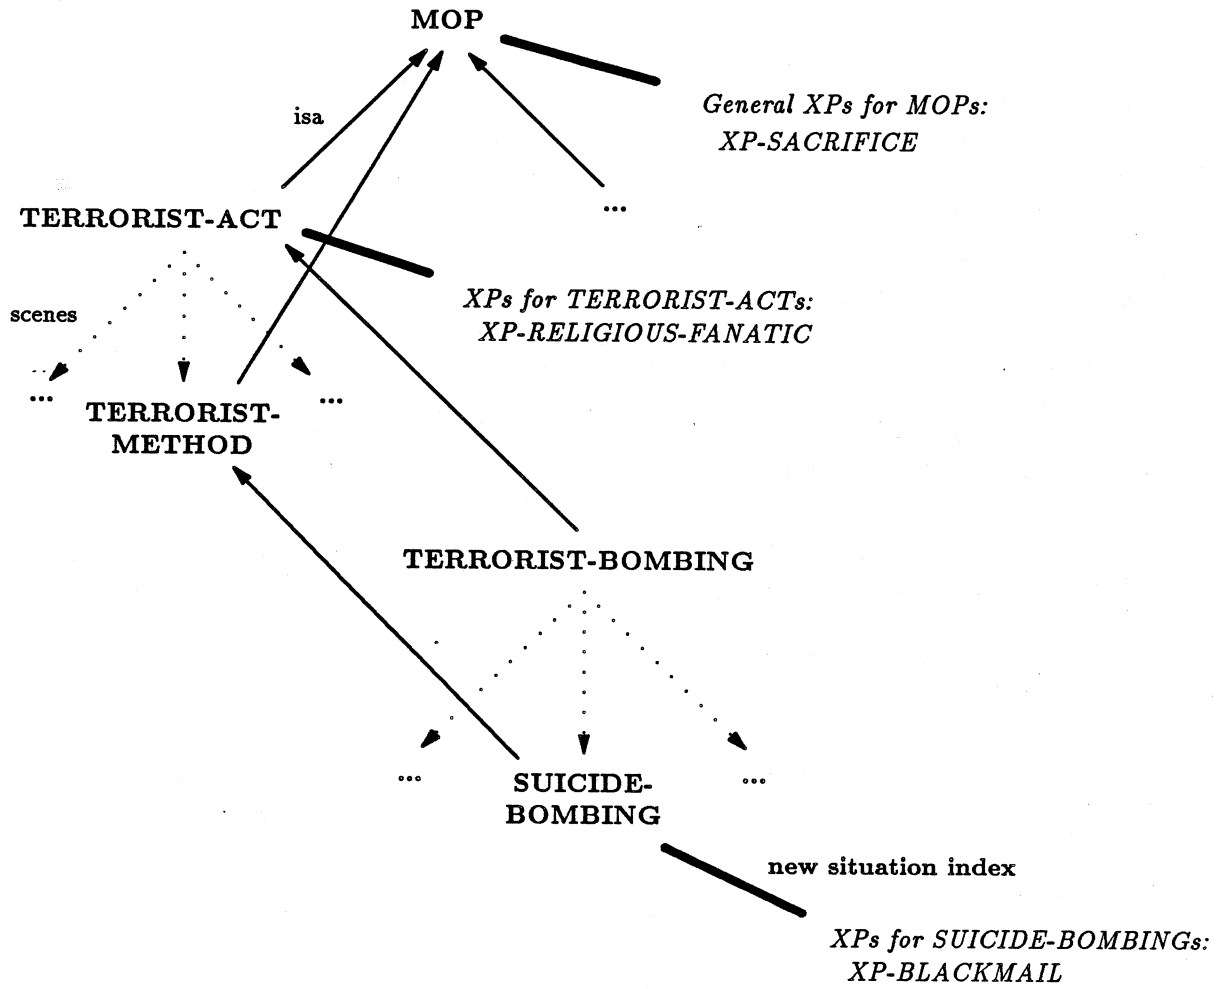 MOP
General XPs for MOPs:
XP-SACRIFICE
isa
...
TERRORIST-ACT
XPs for TERRORIST-ACTs:
XP-RELIGIOUS-FANATIC
scenes
...
...
TERRORIST-
METHOD
TERRORIST-BOMBING
...
...
SUICIDE-
BOMBING
new situation index
XPs for SUICIDE-BOMBINGs:
XP-BLACKMAIL